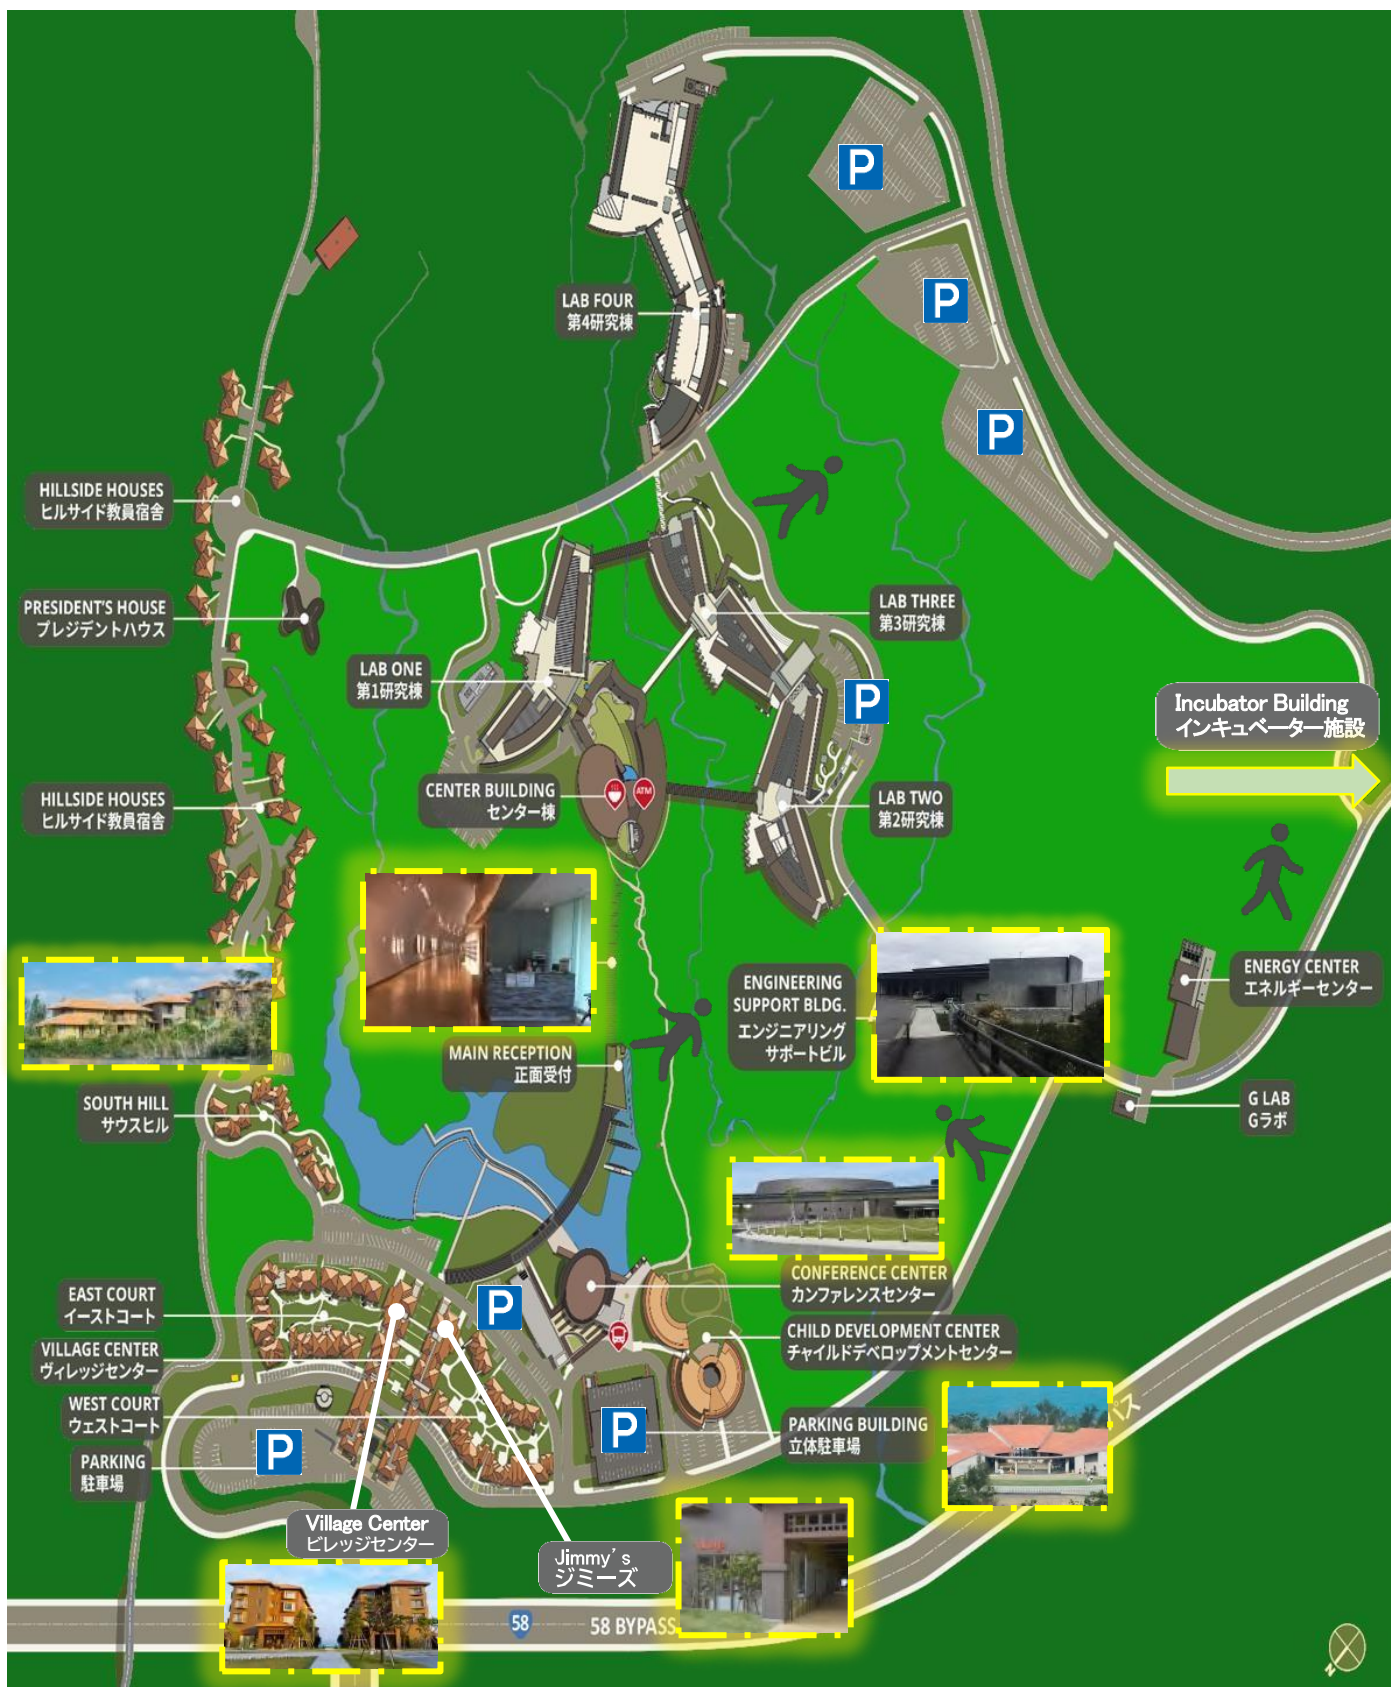 P
P
LAB FOUR
第4研究棟
P
HILLSIDE HOUSES
ヒルサイド教員宿舎
PRESIDENT'S HOUSE
プレジデントハウス
LAB THREE
第3研究棟
LAB ONE
第1研究棟
P
Incubator Building
インキュベーター施設
CENTER BUILDING
センター棟
ATM
HILLSIDE HOUSES
ヒルサイド教員宿舎
LAB TWO
第2研究棟
ENGINEERING
SUPPORT BLDG.
エンジニアリング
サポートビル
ENERGY CENTER
エネルギーセンター
MAIN RECEPTION
正面受付
SOUTH HILL
サウスヒル
G LAB
Gラボ
EAST COURT
イーストコート
P
CONFERENCE CENTER
カンファレンスセンター
VILLAGE CENTER
ヴィレッジセンター
CHILD DEVELOPMENT CENTER
チャイルドデベロップメントセンター
WEST COURT
ウェストコート
P
PARKING BUILDING
立体駐車場
パス
PARKING
駐車場
P
Village Center
ビレッジセンター
Jimmy's
ジミーズ
58
58 BYPASS
N